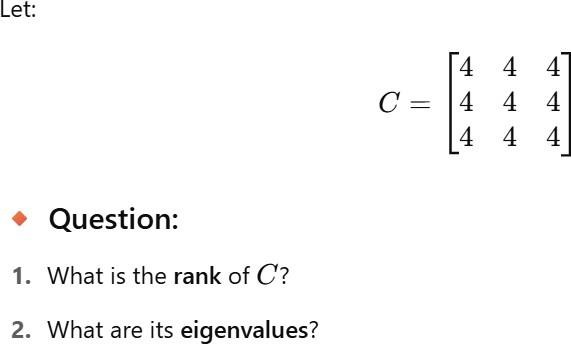 Let:
C = [4 4 4
4 4 4
4 4 4]
Question:
1. What is the rank of C?
2. What are its eigenvalues?